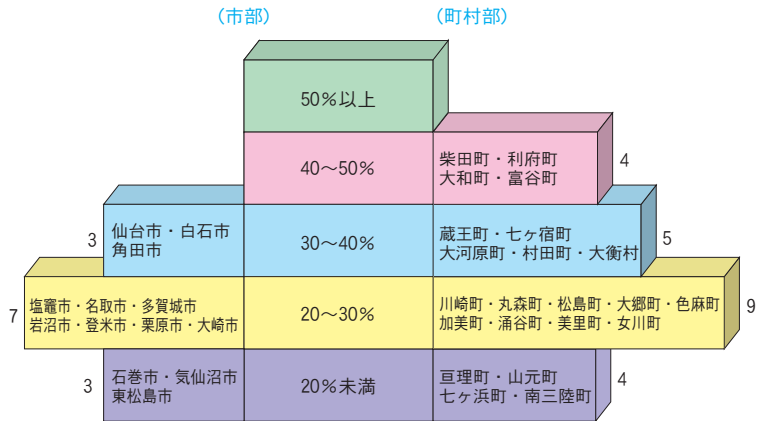 （市部）
（町村部）
50％以上
40～50％
柴田町・利府町
大和町・富谷町
4
3
仙台市・白石市
角田市
30～40％
蔵王町・七ヶ宿町
大河原町・村田町・大衡村
5
7
塩竈市・名取市・多賀城市
岩沼市・登米市・栗原市・大崎市
20～30％
川崎町・丸森町・松島町・大郷町・色麻町
加美町・涌谷町・美里町・女川町
9
3
石巻市・気仙沼市
東松島市
20％未満
亘理町・山元町
七ヶ浜町・南三陸町
4